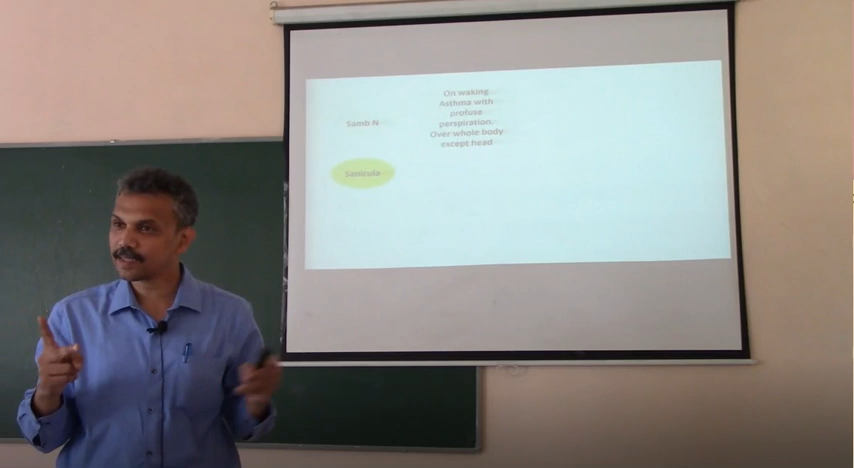 On waking
Asthma with
profuse
Samb N
perspiration.
Over whole body
except head
Sanicula